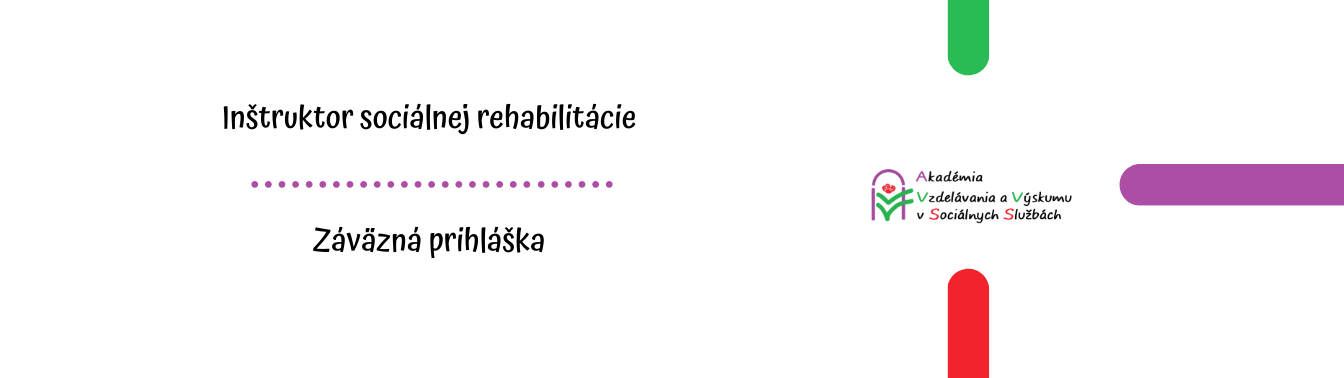 Inštruktor sociálnej rehabilitácie
Záväzná prihláška
Akadémia
Vzdelávania a Výskumu
v Sociálnych Službách